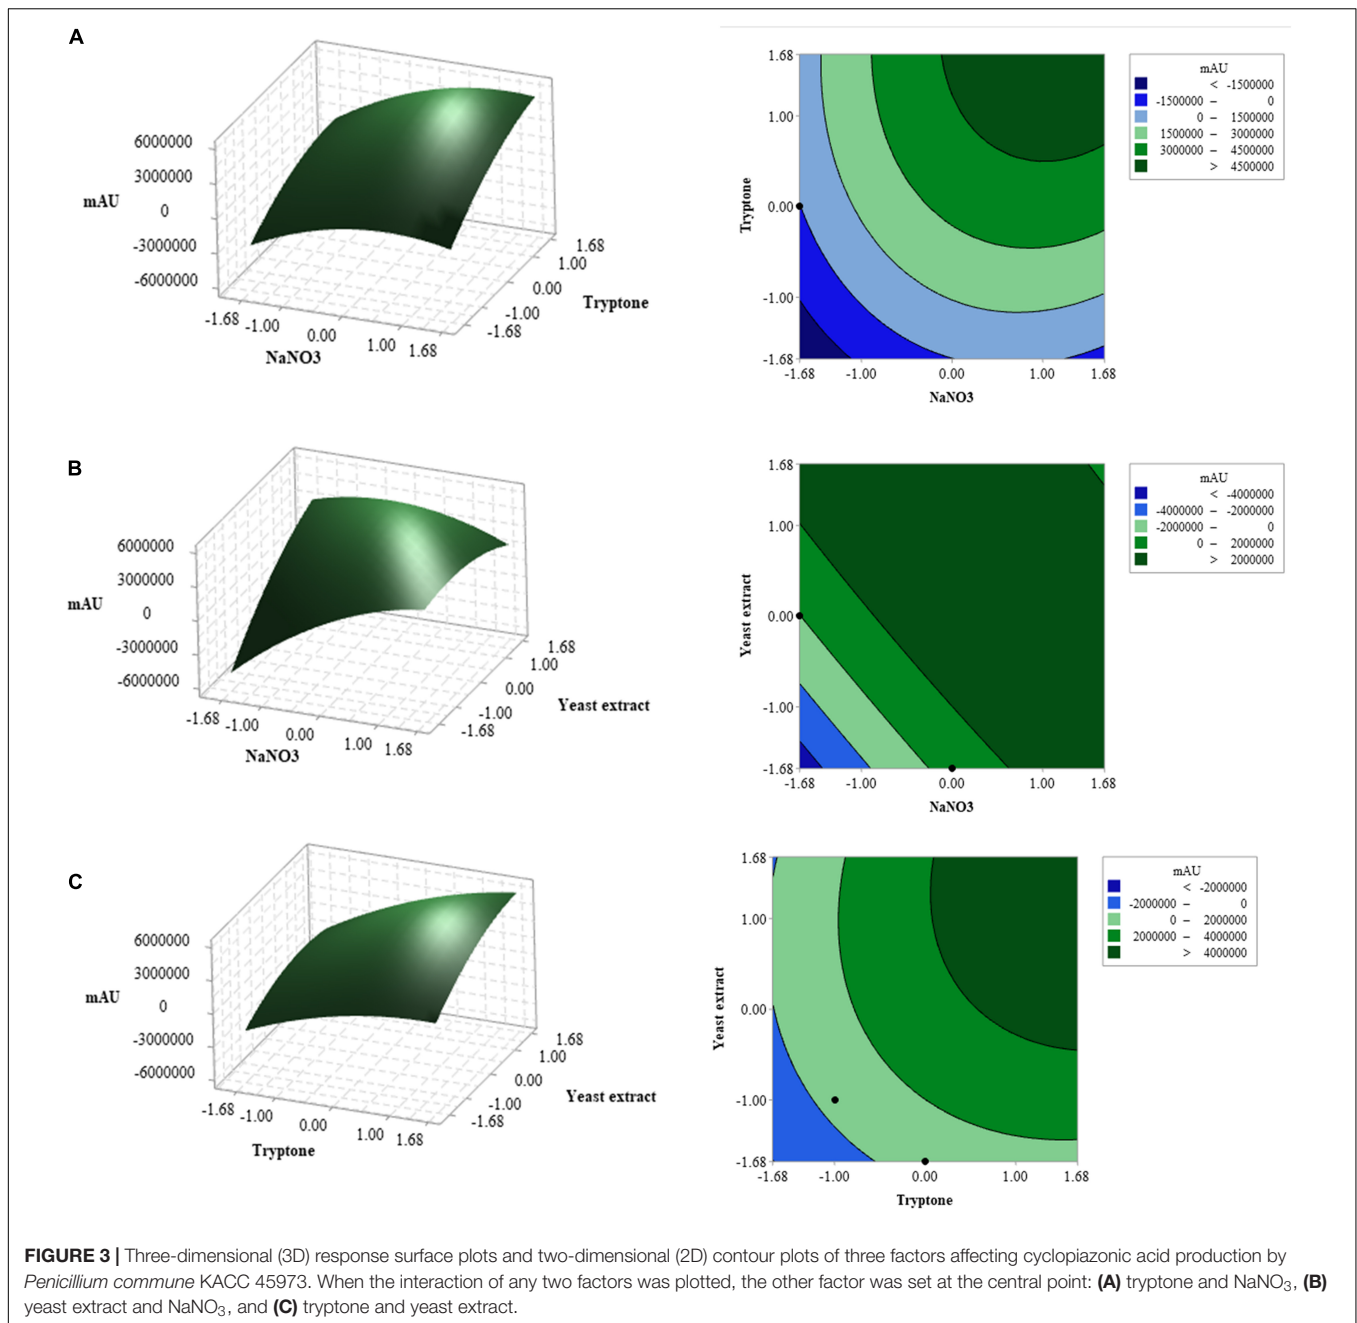 A
6000000
3000000
mAU
0
-3000000
-6000000
-1.68
-1.00
0.00
1.00
1.68
NaNO3
-1.68
-1.00
0.00
1.00
1.68
Tryptone
1.68
1.00
0.00
-1.00
-1.68
Tryptone
-1.68
-1.00
0.00
1.00
1.68
NaNO3
mAU
< -1500000
-1500000 – 0
0 – 1500000
1500000 – 3000000
3000000 – 4500000
> 4500000
B
6000000
3000000
mAU
0
-3000000
-6000000
-1.68
-1.00
0.00
1.00
1.68
NaNO3
-1.68
-1.00
0.00
1.00
1.68
Yeast extract
1.68
1.00
0.00
-1.00
-1.68
Yeast extract
-1.68
-1.00
0.00
1.00
1.68
NaNO3
mAU
< -4000000
-4000000 – -2000000
-2000000 – 0
0 – 2000000
> 2000000
C
6000000
3000000
mAU
0
-3000000
-6000000
-1.68
-1.00
0.00
1.00
1.68
Tryptone
-1.68
-1.00
0.00
1.00
1.68
Yeast extract
1.68
1.00
0.00
-1.00
-1.68
Yeast extract
-1.68
-1.00
0.00
1.00
1.68
Tryptone
mAU
< -2000000
-2000000 – 0
0 – 2000000
2000000 – 4000000
> 4000000
FIGURE 3 | Three-dimensional (3D) response surface plots and two-dimensional (2D) contour plots of three factors affecting cyclopiazonic acid production by
Penicillium commune KACC 45973. When the interaction of any two factors was plotted, the other factor was set at the central point: (A) tryptone and NaNO₃, (B)
yeast extract and NaNO₃, and (C) tryptone and yeast extract.